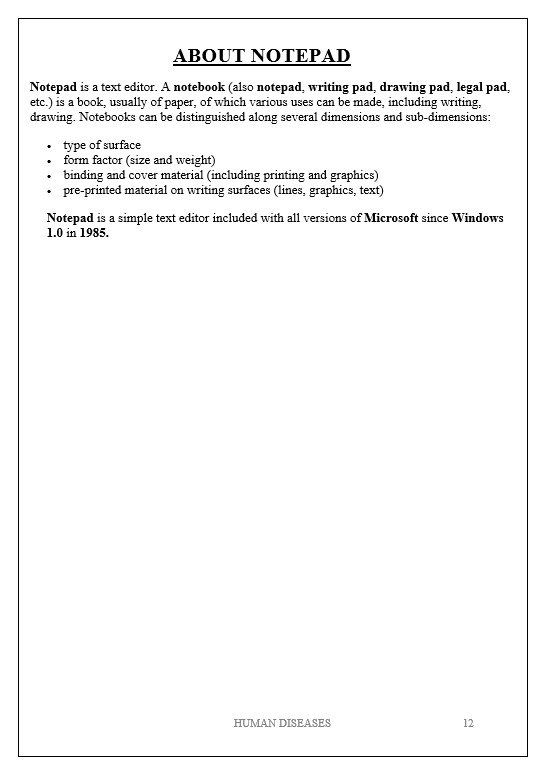 ABOUT NOTEPAD
Notepad is a text editor. A notebook (also notepad, writing pad, drawing pad, legal pad,
etc.) is a book, usually of paper, of which various uses can be made, including writing,
drawing. Notebooks can be distinguished along several dimensions and sub-dimensions:
• type of surface
• form factor (size and weight)
• binding and cover material (including printing and graphics)
• pre-printed material on writing surfaces (lines, graphics, text)
Notepad is a simple text editor included with all versions of Microsoft since Windows
1.0 in 1985.
HUMAN DISEASES 12